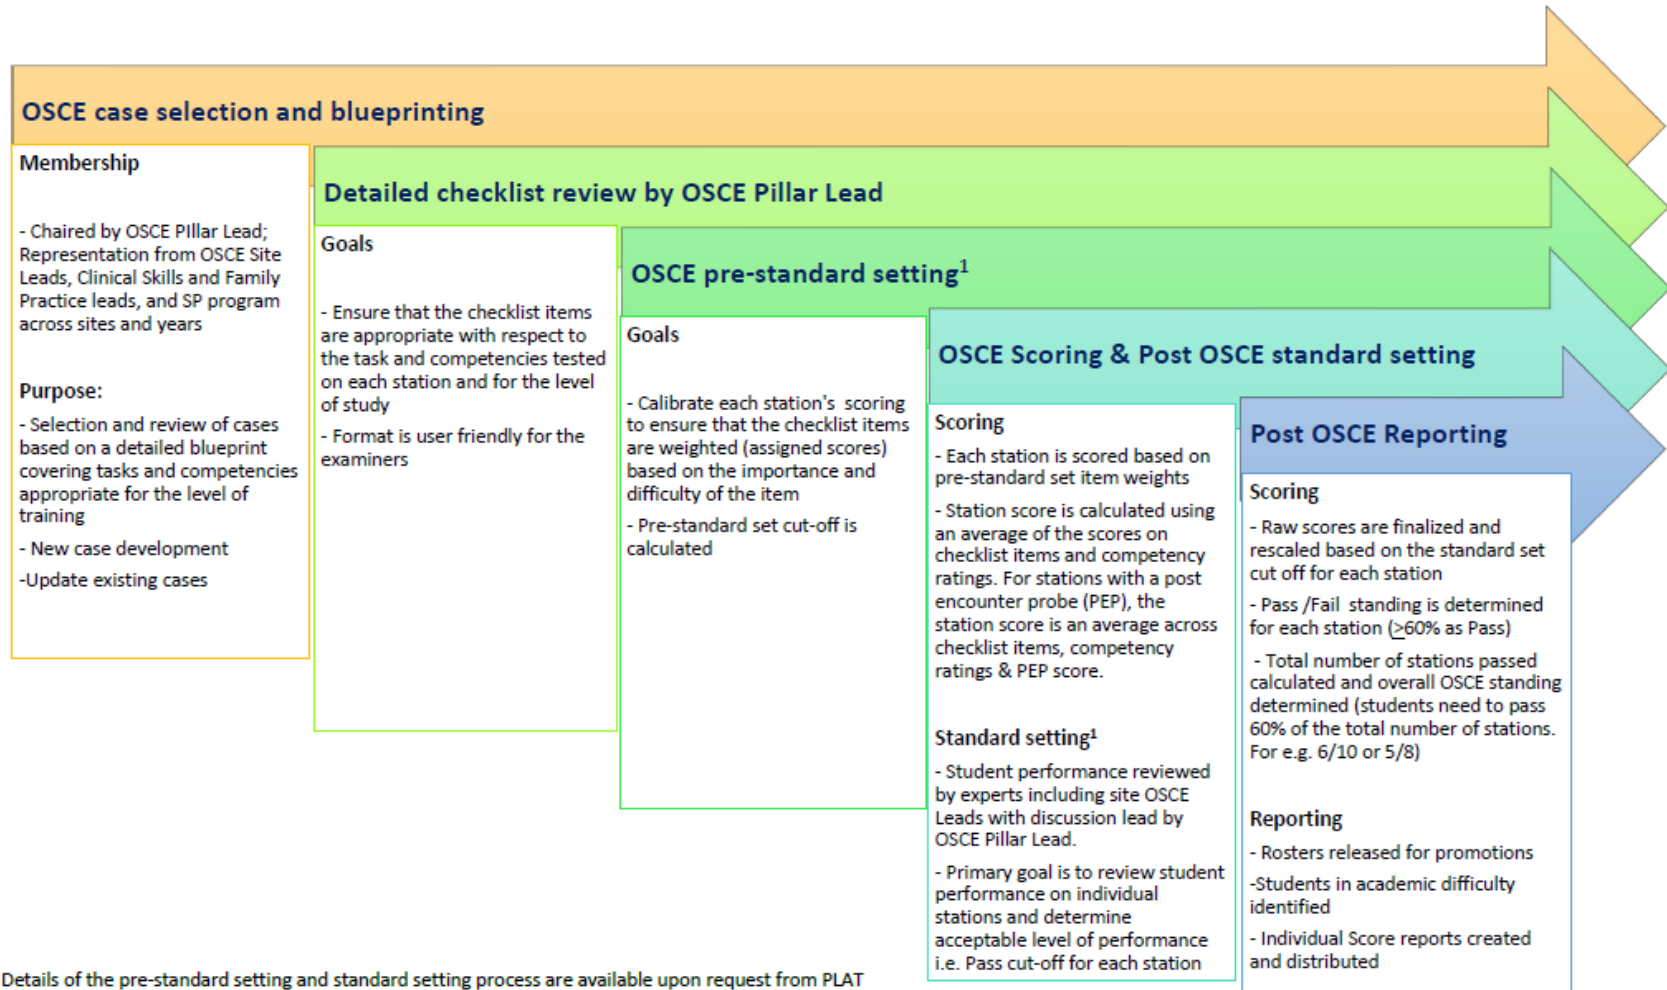 OSCE case selection and blueprinting
Membership
- Chaired by OSCE PIllar Lead;
Representation from OSCE Site
Leads, Clinical Skills and Family
Practice leads, and SP program
across sites and years
Purpose:
- Selection and review of cases
based on a detailed blueprint
covering tasks and competencies
appropriate for the level of
training
- New case development
-Update existing cases
Detailed checklist review by OSCE Pillar Lead
Goals
- Ensure that the checklist items
are appropriate with respect to
the task and competencies tested
on each station and for the level
of study
- Format is user friendly for the
examiners
OSCE pre-standard setting¹
Goals
- Calibrate each station's  scoring
to ensure that the checklist items
are weighted (assigned scores)
based on the importance and
difficulty of the item
- Pre-standard set cut-off is
calculated
OSCE Scoring & Post OSCE standard setting
Scoring
- Each station is scored based on
pre-standard set item weights
- Station score is calculated using
an average of the scores on
checklist items and competency
ratings. For stations with a post
encounter probe (PEP), the
station score is an average across
checklist items, competency
ratings & PEP score.
Standard setting¹
- Student performance reviewed
by experts including site OSCE
Leads with discussion lead by
OSCE Pillar Lead.
- Primary goal is to review student
performance on individual
stations and determine
acceptable level of performance
i.e. Pass cut-off for each station
Post OSCE Reporting
Scoring
- Raw scores are finalized and
rescaled based on the standard set
cut off for each station
- Pass /Fail  standing is determined
for each station (≥60% as Pass)
- Total number of stations passed
calculated and overall OSCE standing
determined (students need to pass
60% of the total number of stations.
For e.g. 6/10 or 5/8)
Reporting
- Rosters released for promotions
-Students in academic difficulty
identified
- Individual Score reports created
and distributed
Details of the pre-standard setting and standard setting process are available upon request from PLAT